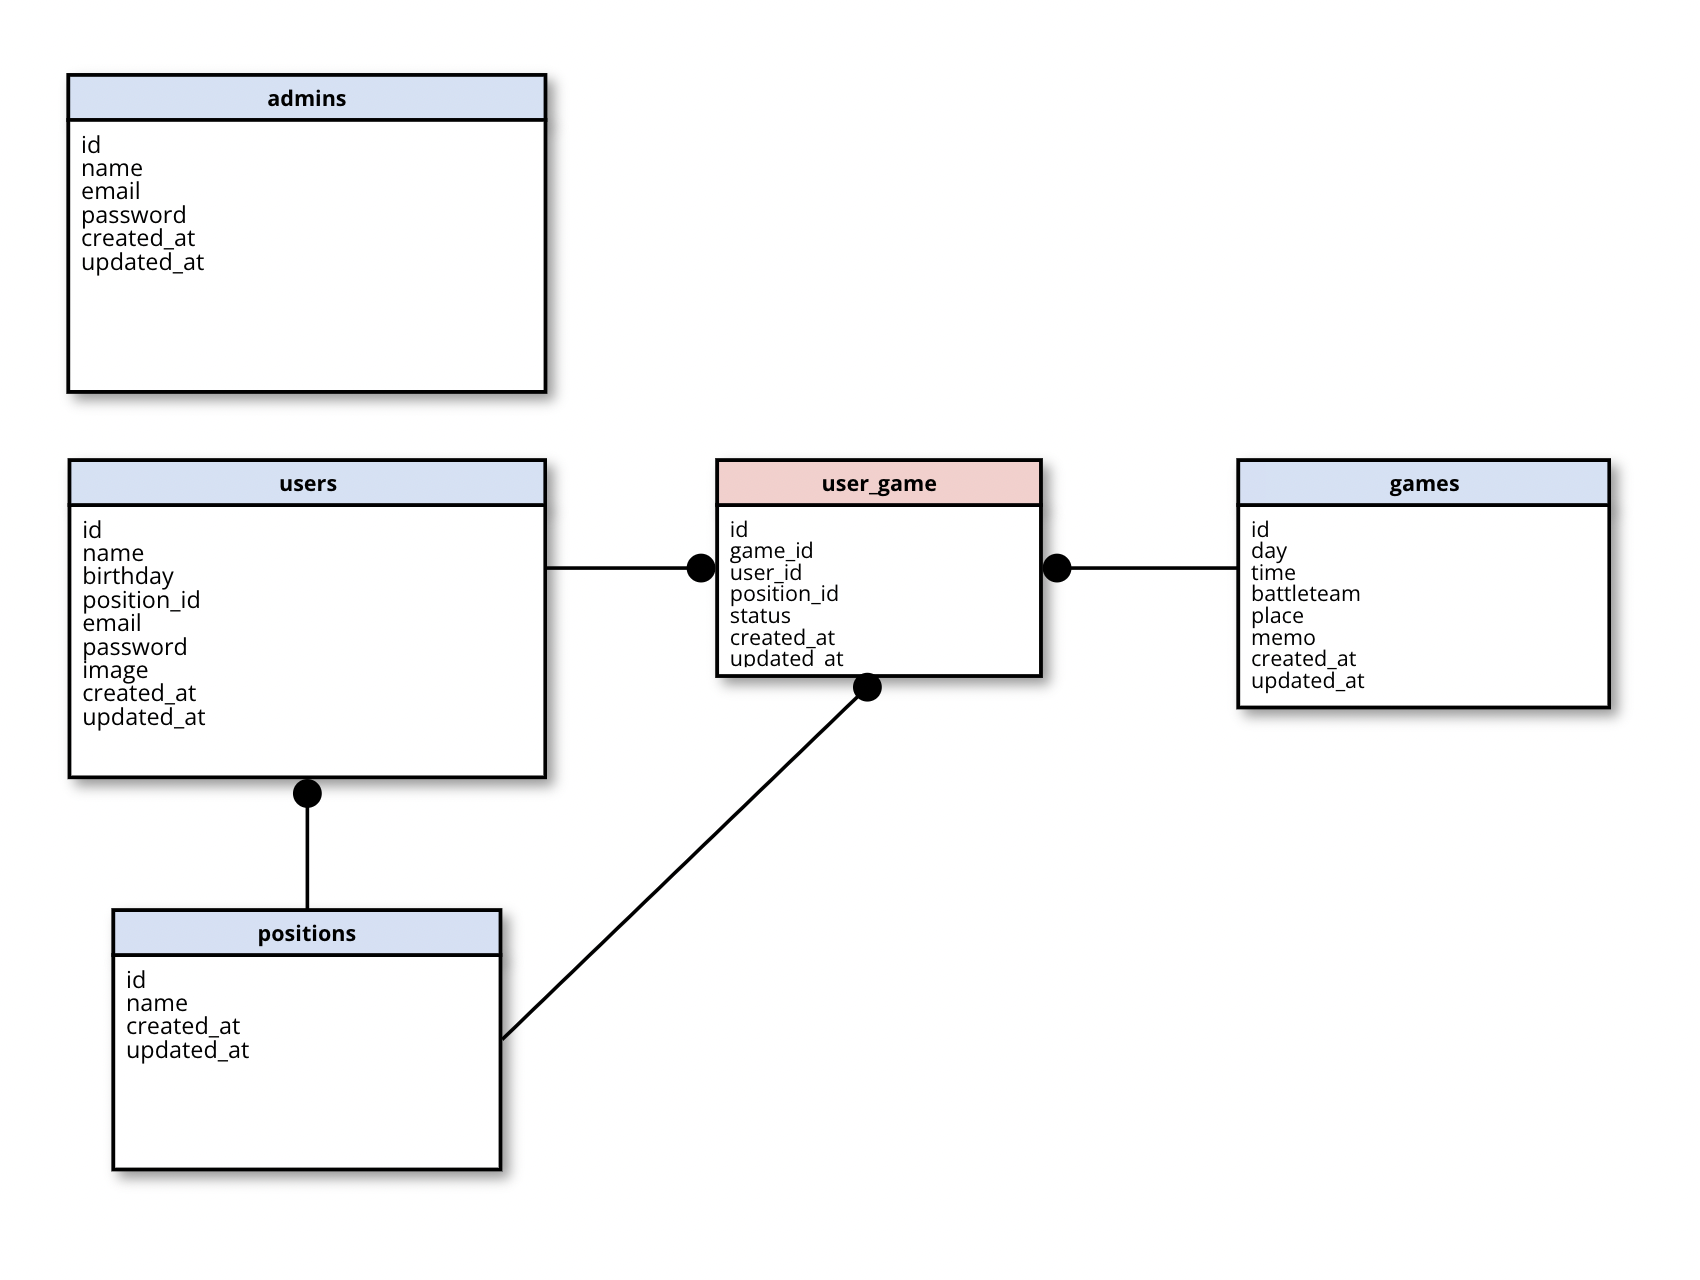 admins
id
name
email
password
created_at
updated_at
users
id
name
birthday
position_id
email
password
image
created_at
updated_at
user_game
id
game_id
user_id
position_id
status
created_at
updated_at
games
id
day
time
battleteam
place
memo
created_at
updated_at
positions
id
name
created_at
updated_at